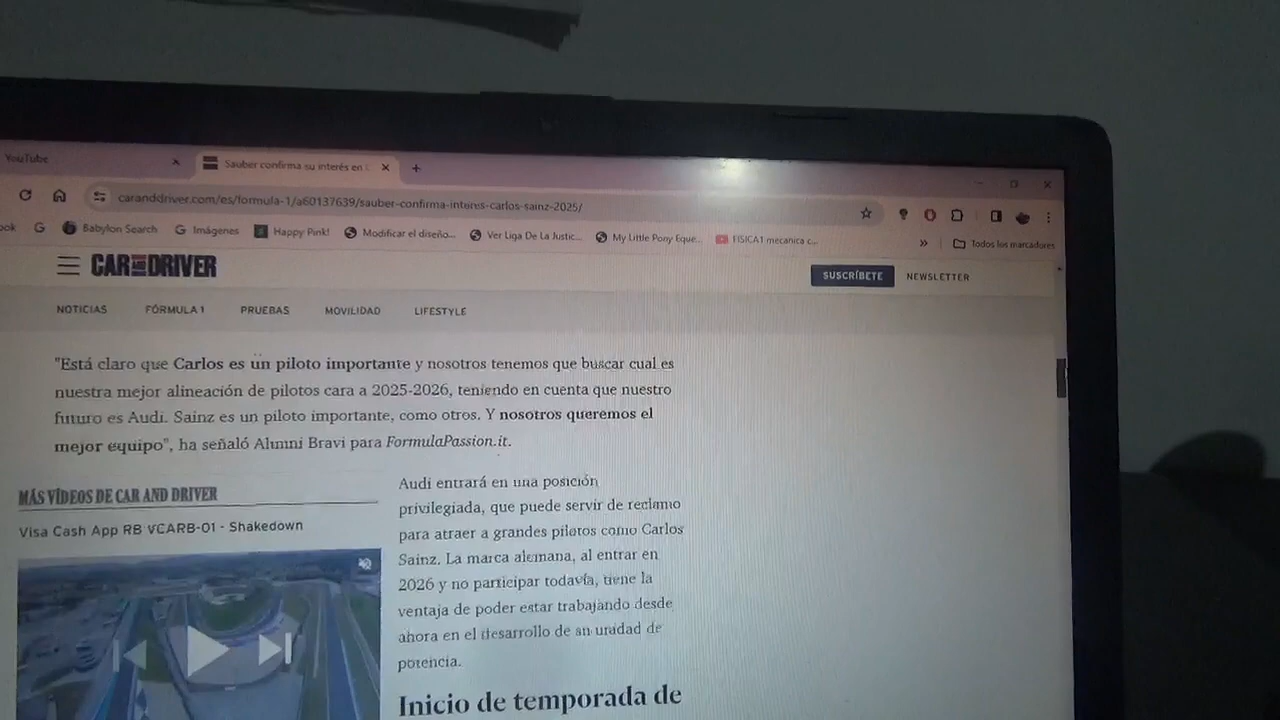 YouTube
Sauber confirma su interés en
caranddriver.com/es/formula-1/a60137639/sauber-confirma-interes-carlos-sainz-2025/
ook G Babylon Search Imágenes Happy Pink! Modificar el diseño... Ver Liga De La Justic... My Little Pony Eque... FISICA1 mecanica c... » Todos los marcadores
CAR AND DRIVER
SUSCRÍBETE NEWSLETTER
NOTICIAS FÓRMULA 1 PRUEBAS MOVILIDAD LIFESTYLE
"Está claro que Carlos es un piloto importante y nosotros tenemos que buscar cual es
nuestra mejor alineación de pilotos cara a 2025-2026, teniendo en cuenta que nuestro
futuro es Audi. Sainz es un piloto importante, como otros. Y nosotros queremos el
mejor equipo", ha señaló Alunni Bravi para FormulaPassion.it.
MÁS VÍDEOS DE CAR AND DRIVER
Visa Cash App RB VCARB-01 - Shakedown
Audi entrará en una posición
privilegiada, que puede servir de reclamo
para atraer a grandes pilotos como Carlos
Sainz. La marca alemana, al entrar en
2026 y no participar todavía, tiene la
ventaja de poder estar trabajando desde
ahora en el desarrollo de su unidad de
potencia.
Inicio de temporada de